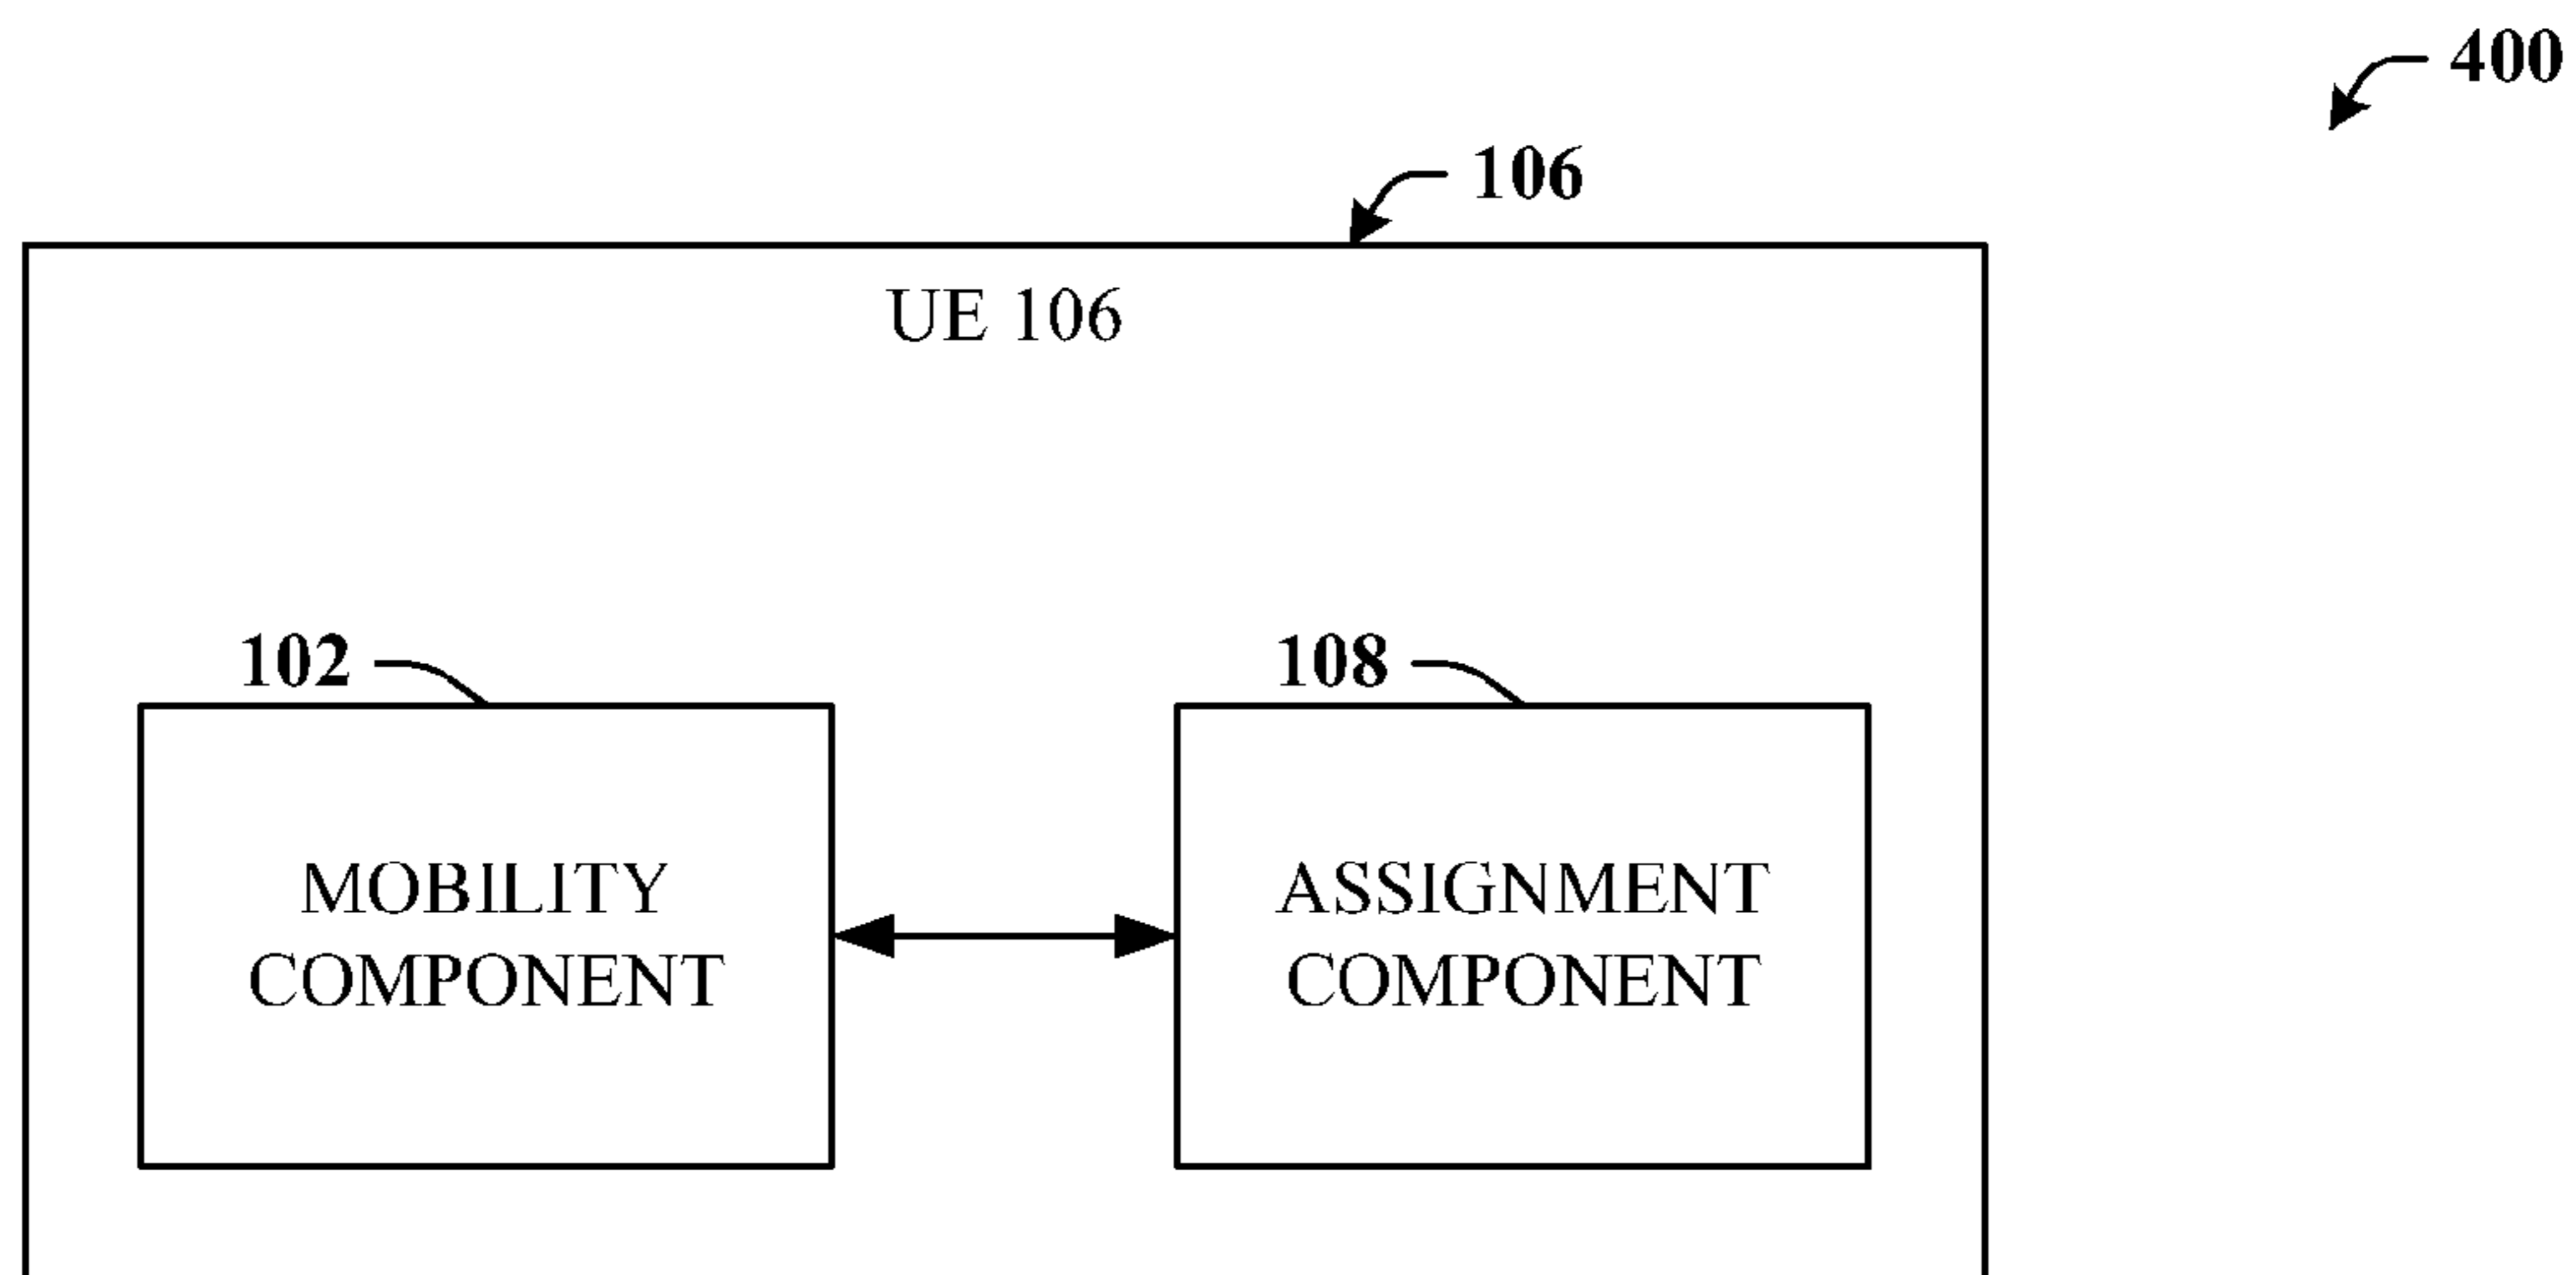 400
106
UE 106
102
108
MOBILITY
COMPONENT
ASSIGNMENT
COMPONENT